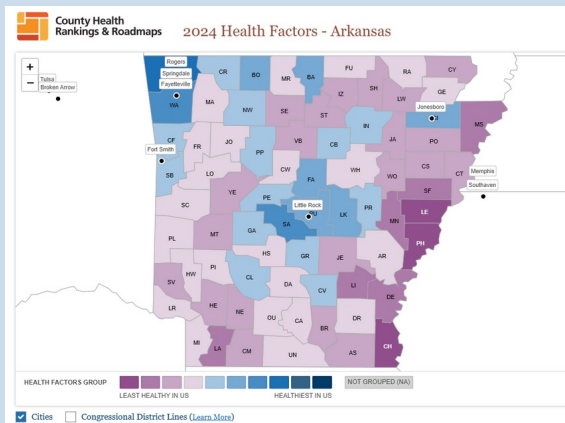 County Health
Rankings & Roadmaps
2024 Health Factors - Arkansas
+
−
Tulsa
Broken Arrow
Rogers
Springdale
Fayetteville
WA
CR
BO
MR
BA
FU
RA
CY
MA
NW
SE
IZ
SH
LW
GE
Jonesboro
ST
IN
JA
PO
MS
CF
Fort Smith
FR
JO
PP
VB
CB
CW
WH
WO
CS
CT
Memphis
Southaven
SB
LO
YE
FA
SF
SC
PE
Little Rock
SA
LK
PR
MN
LE
PL
MT
GA
PH
HS
GR
JE
AR
SV
HW
PI
CL
DA
CV
LI
DE
LR
HE
NE
OU
CA
BR
DR
MI
LA
CM
UN
AS
CH
HEALTH FACTORS GROUP
LEAST HEALTHY IN US
HEALTHIEST IN US
NOT GROUPED (NA)
Cities
Congressional District Lines (Learn More)